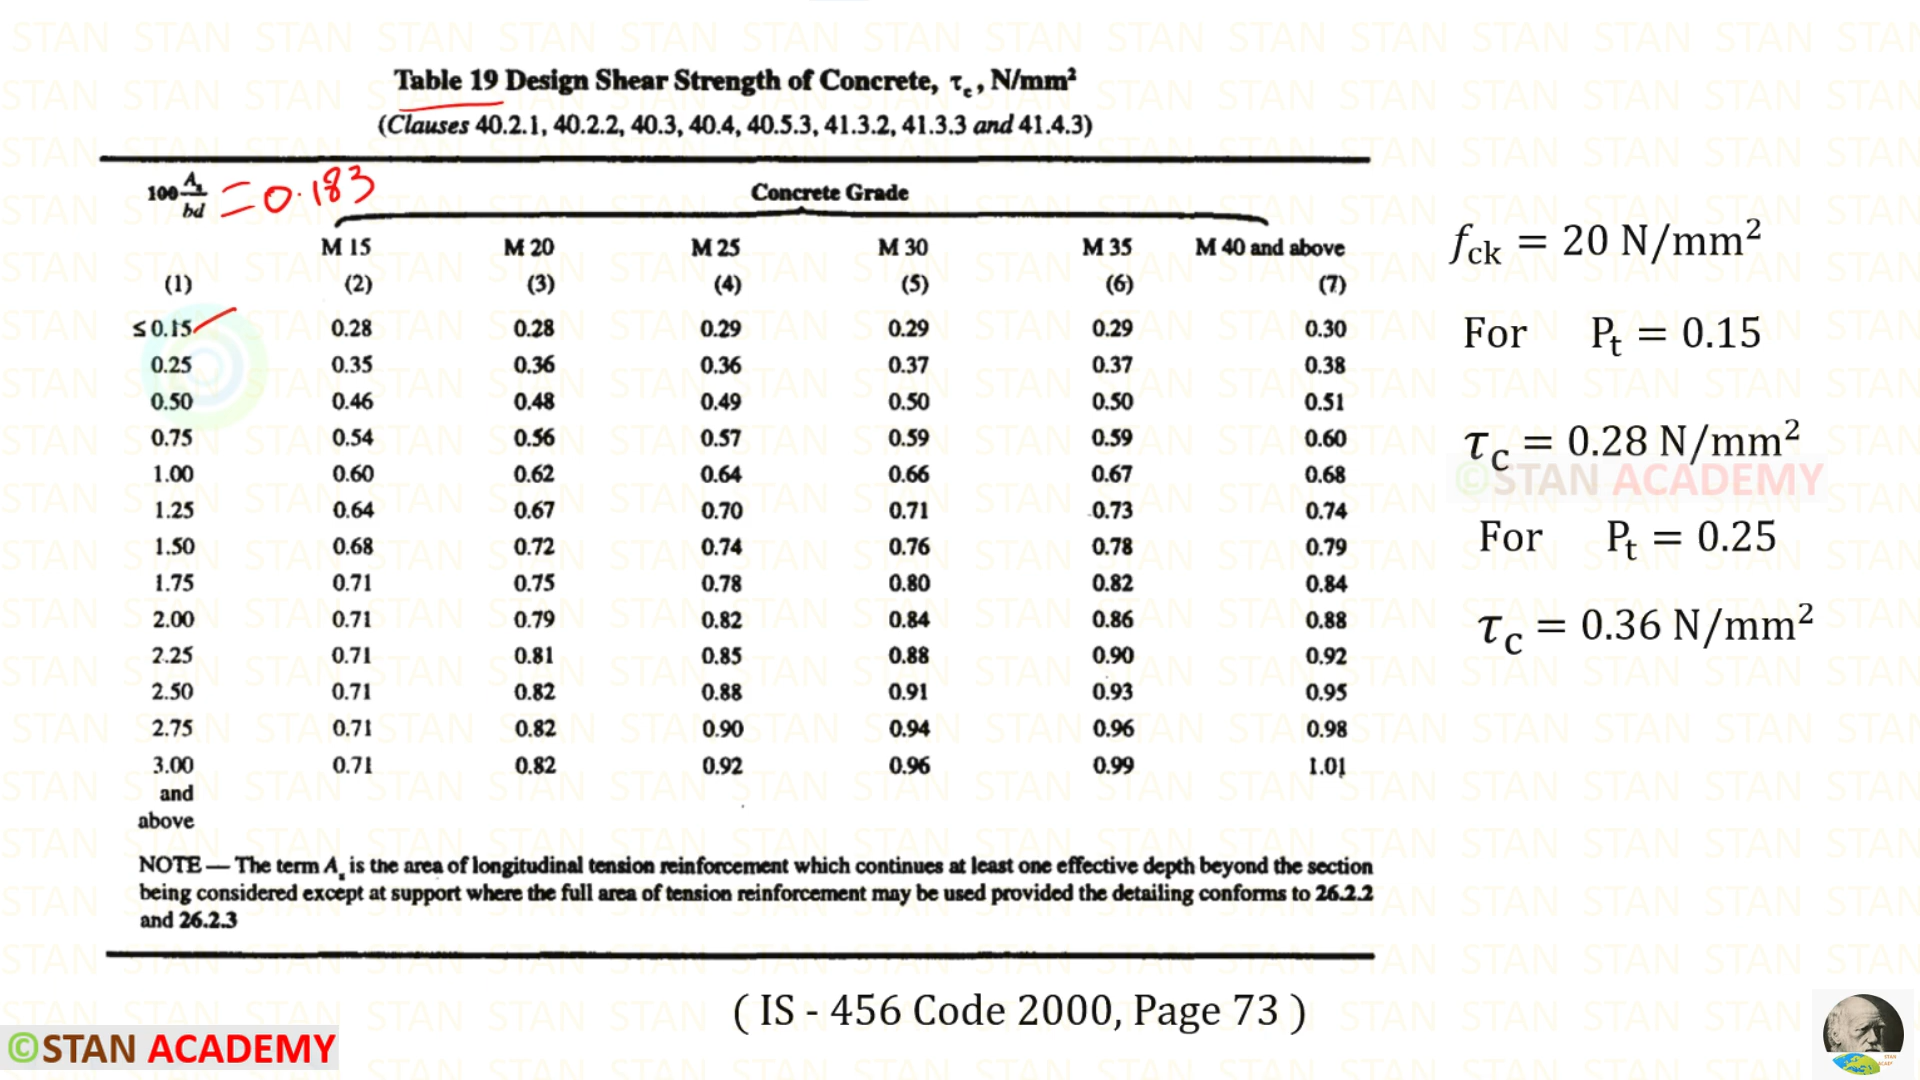 Table 19 Design Shear Strength of Concrete, τc, N/mm²
(Clauses 40.2.1, 40.2.2, 40.3, 40.4, 40.5.3, 41.3.2, 41.3.3 and 41.4.3)
100 As/bd = 0.183 Concrete Grade
M 15 M 20 M 25 M 30 M 35 M 40 and above
(1) (2) (3) (4) (5) (6) (7)
≤ 0.15 0.28 0.28 0.29 0.29 0.29 0.30
0.25 0.35 0.36 0.36 0.37 0.37 0.38
0.50 0.46 0.48 0.49 0.50 0.50 0.51
0.75 0.54 0.56 0.57 0.59 0.59 0.60
1.00 0.60 0.62 0.64 0.66 0.67 0.68
1.25 0.64 0.67 0.70 0.71 0.73 0.74
1.50 0.68 0.72 0.74 0.76 0.78 0.79
1.75 0.71 0.75 0.78 0.80 0.82 0.84
2.00 0.71 0.79 0.82 0.84 0.86 0.88
2.25 0.71 0.81 0.85 0.88 0.90 0.92
2.50 0.71 0.82 0.88 0.91 0.93 0.95
2.75 0.71 0.82 0.90 0.94 0.96 0.98
3.00 0.71 0.82 0.92 0.96 0.99 1.01
and
above
NOTE — The term As is the area of longitudinal tension reinforcement which continues at least one effective depth beyond the section
being considered except at support where the full area of tension reinforcement may be used provided the detailing conforms to 26.2.2
and 26.2.3
( IS - 456 Code 2000, Page 73 )
fck = 20 N/mm²
For Pt = 0.15
τc = 0.28 N/mm²
©STAN ACADEMY
For Pt = 0.25
τc = 0.36 N/mm²
©STAN ACADEMY